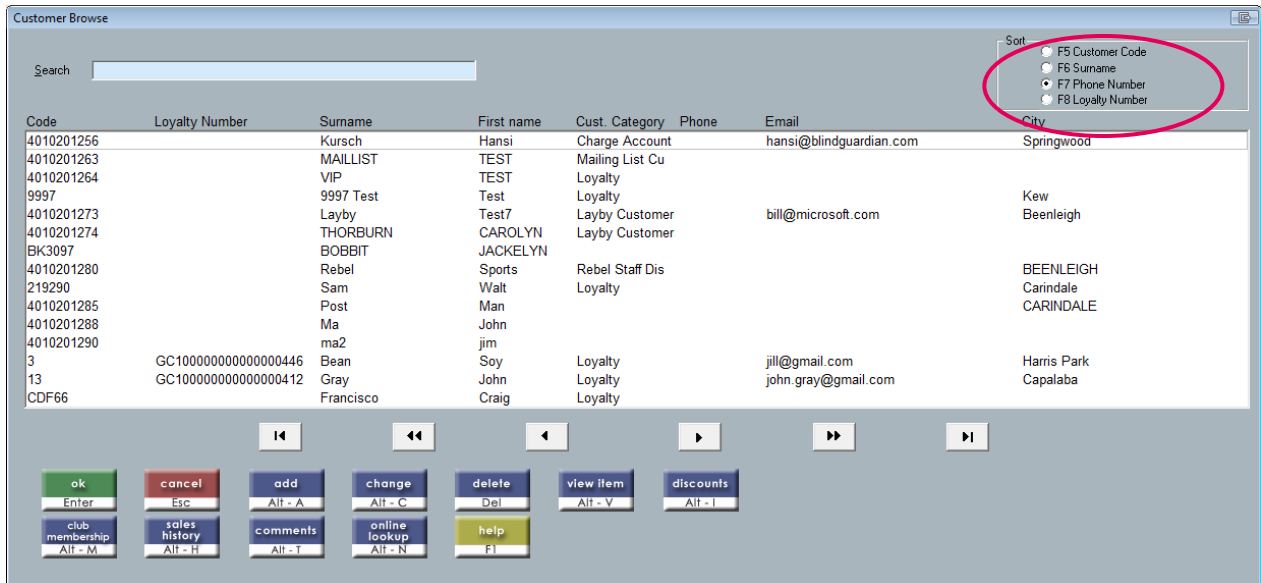 Customer Browse
Sort
F5 Customer Code
Search
F6 Surname
F7 Phone Number
F8 Loyalty Number
Code Loyalty Number Surname First name Cust. Category Phone Email City
4010201256 Kursch Hansi Charge Account hansi@blindguardian.com Springwood
4010201263 MAILLIST TEST Mailing List Cu
4010201264 VIP TEST Loyalty
9997 9997 Test Test Loyalty Kew
4010201273 Layby Test7 Layby Customer bill@microsoft.com Beenleigh
4010201274 THORBURN CAROLYN Layby Customer
BK3097 BOBBIT JACKELYN
4010201280 Rebel Sports Rebel Staff Dis BEENLEIGH
219290 Sam Walt Loyalty Carindale
4010201285 Post Man CARINDALE
4010201288 Ma John
4010201290 ma2 jim
3 GC100000000000000446 Bean Soy Loyalty jill@gmail.com Harris Park
13 GC100000000000000412 Gray John Loyalty john.gray@gmail.com Capalaba
CDF66 Francisco Craig Loyalty
ok cancel add change delete view item discounts
Enter Esc Alt - A Alt - C Del Alt - V Alt - I
club membership sales history comments online lookup help
Alt - M Alt - H Alt - T Alt - N F1